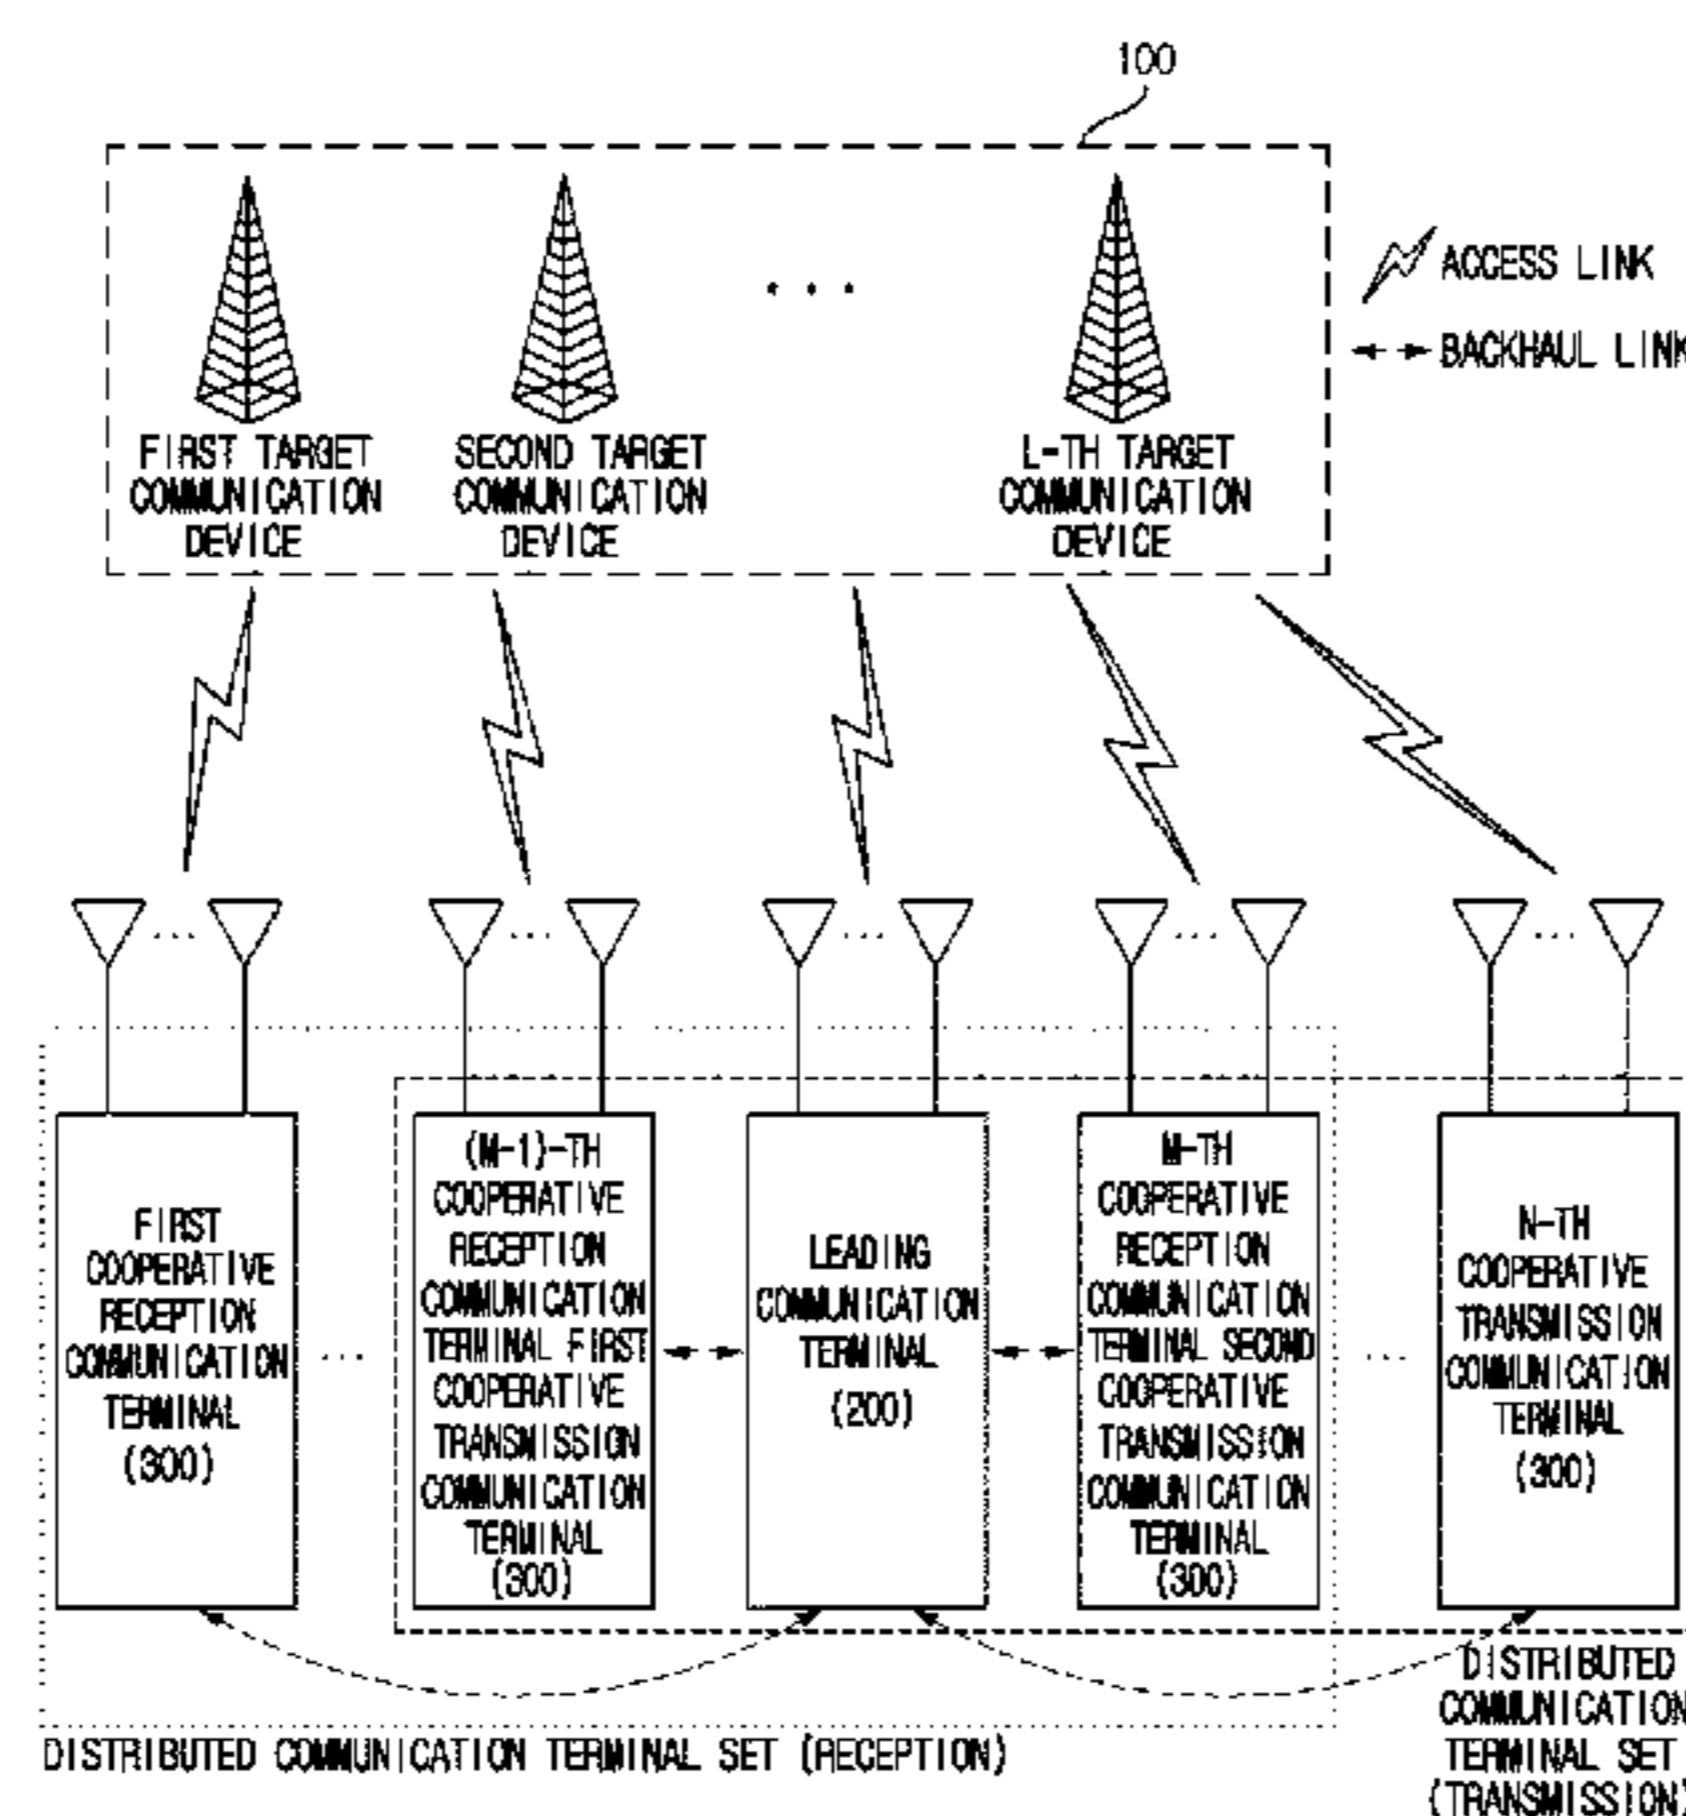 100
ACCESS LINK
BACKHAUL LINK
FIRST TARGET
COMMUNICATION
DEVICE
SECOND TARGET
COMMUNICATION
DEVICE
. . .
L-TH TARGET
COMMUNICATION
DEVICE
FIRST
COOPERATIVE
RECEPTION
COMMUNICATION
TERMINAL
(300)
(M-1)-TH
COOPERATIVE
RECEPTION
COMMUNICATION
TERMINAL FIRST
COOPERATIVE
TRANSMISSION
COMMUNICATION
TERMINAL
(300)
LEADING
COMMUNICATION
TERMINAL
(200)
M-TH
COOPERATIVE
RECEPTION
COMMUNICATION
TERMINAL SECOND
COOPERATIVE
TRANSMISSION
COMMUNICATION
TERMINAL
(300)
N-TH
COOPERATIVE
TRANSMISSION
COMMUNICATION
TERMINAL
(300)
DISTRIBUTED COMMUNICATION TERMINAL SET (RECEPTION)
DISTRIBUTED
COMMUNICATION
TERMINAL SET
(TRANSMISSION)